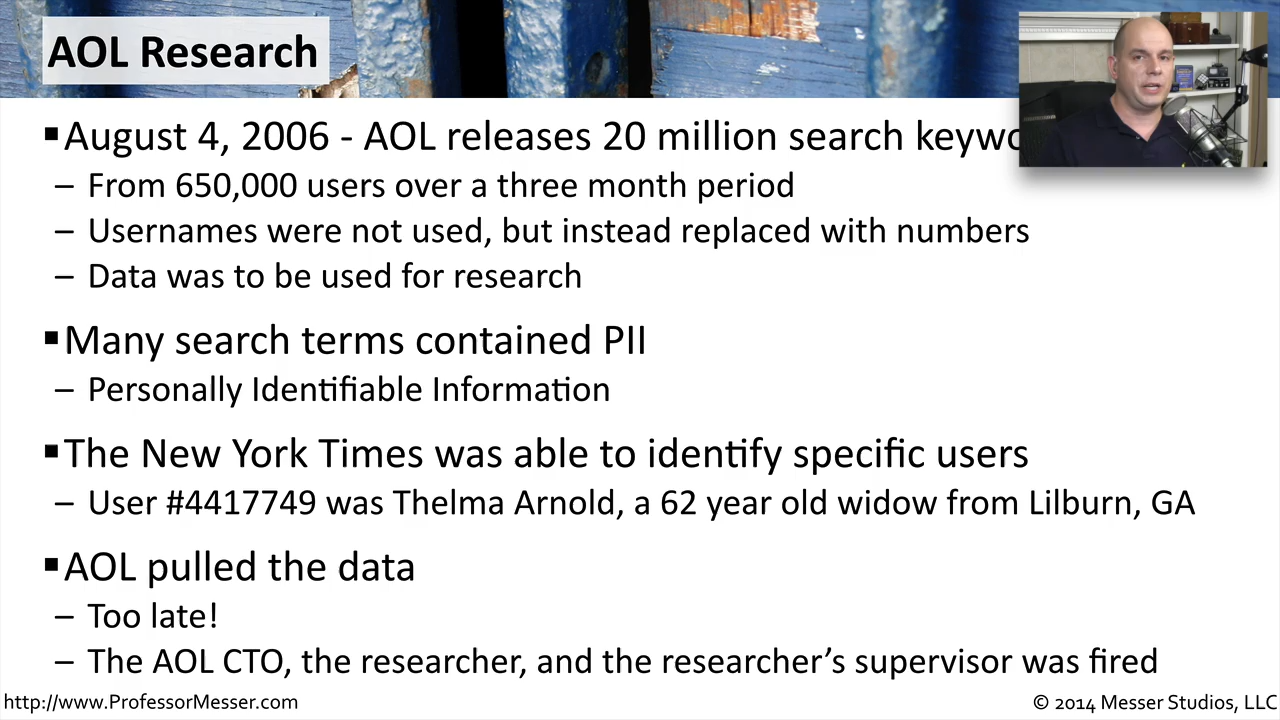 AOL Research
▪August 4, 2006 - AOL releases 20 million search
– From 650,000 users over a three month period
– Usernames were not used, but instead replaced with numbers
– Data was to be used for research
▪Many search terms contained PII
– Personally Identifiable Information
▪The New York Times was able to identify specific users
– User #4417749 was Thelma Arnold, a 62 year old widow from Lilburn, GA
▪AOL pulled the data
– Too late!
– The AOL CTO, the researcher, and the researcher’s supervisor was fired
http://www.ProfessorMesser.com
© 2014 Messer Studios, LLC